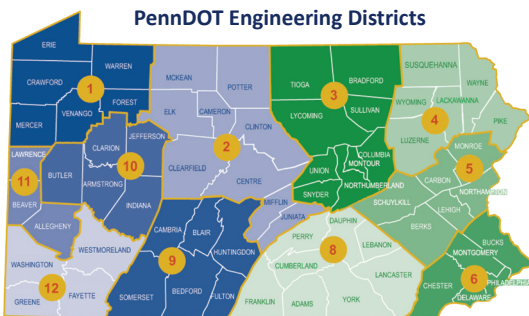 PennDOT Engineering Districts
ERIE
WARREN
CRAWFORD
1
FOREST
MERCER
VENANGO
MCKEAN
POTTER
ELK
CAMERON
CLINTON
2
CLEARFIELD
CENTRE
MIFFLIN
JUNIATA
TIOGA
BRADFORD
3
LYCOMING
SULLIVAN
COLUMBIA
UNION
MONTOUR
SNYDER
NORTHUMBERLAND
SUSQUEHANNA
WAYNE
WYOMING
LACKAWANNA
4
PIKE
LUZERNE
MONROE
5
CARBON
NORTHAMPTON
SCHUYLKILL
LEHIGH
BERKS
BUCKS
MONTGOMERY
6
PHILADELPHIA
CHESTER
DELAWARE
DAUPHIN
PERRY
8
LEBANON
CUMBERLAND
LANCASTER
FRANKLIN
ADAMS
YORK
CAMBRIA
BLAIR
HUNTINGDON
9
BEDFORD
SOMERSET
FULTON
JEFFERSON
CLARION
10
BUTLER
ARMSTRONG
INDIANA
LAWRENCE
11
BEAVER
ALLEGHENY
WESTMORELAND
WASHINGTON
12
FAYETTE
GREENE